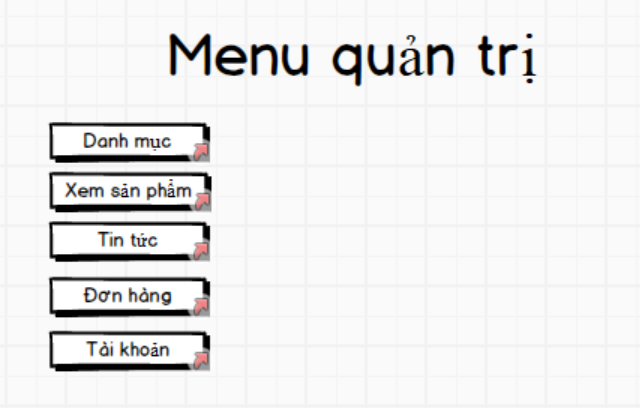 Menu quản trị
Danh mục
Xem sản phẩm
Tin tức
Đơn hàng
Tài khoản